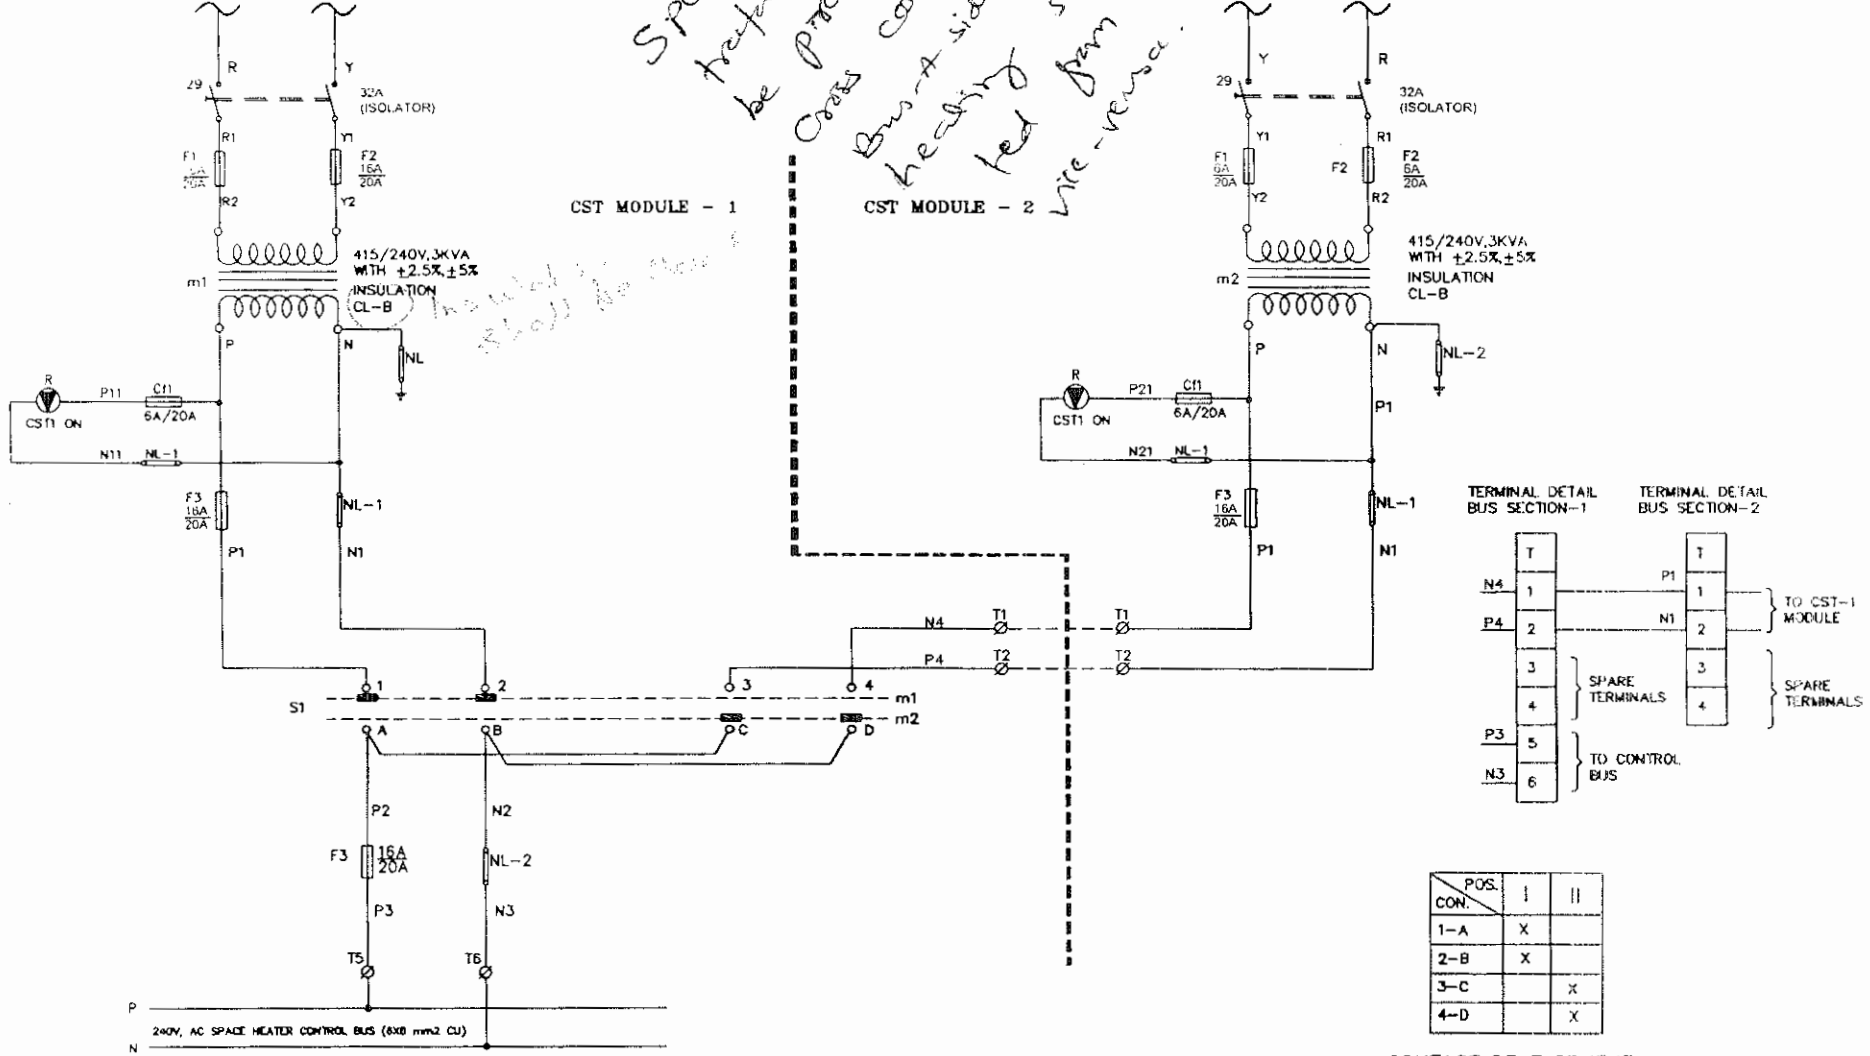 R
Y
29
32A
(ISOLATOR)
R1
Y1
F1
20A
F2
16A
20A
R2
Y2
415/240V,3KVA
WITH ±2.5%,±5%
INSULATION
CL-B
m1
P
N
NL
R
P11
Cf1
6A/20A
CST1 ON
N11
NL-1
F3
16A
20A
NL-1
P1
N1
CST MODULE - 1
CST MODULE - 2
be
Cross
Bus-A side
heating
fed from
vice-versa.
shall be
Y
R
29
32A
(ISOLATOR)
Y1
R1
F1
6A
20A
F2
F2
6A
20A
Y2
R2
415/240V,3KVA
WITH ±2.5%,±5%
INSULATION
CL-B
m2
P
N
NL-2
R
P21
Cf1
6A/20A
CST1 ON
P1
N21
NL-1
F3
16A
20A
NL-1
P1
N1
N4
T1
T1
P4
T2
T2
1
2
3
4
S1
m1
m2
A
B
C
D
P2
N2
F3
16A
20A
NL-2
P3
N3
T5
T6
P
240V, AC SPACE HEATER CONTROL BUS (6X6 mm2 CU)
N
TERMINAL DETAIL
BUS SECTION-1
TERMINAL DETAIL
BUS SECTION-2
T
T
N4
1
P1
1
P4
2
N1
2
TO CST-1
MODULE
3
4
SPARE
TERMINALS
3
4
SPARE
TERMINALS
P3
5
N3
6
TO CONTROL
BUS
POS.
CON.
I
II
1-A
X
2-B
X
3-C
X
4-D
X